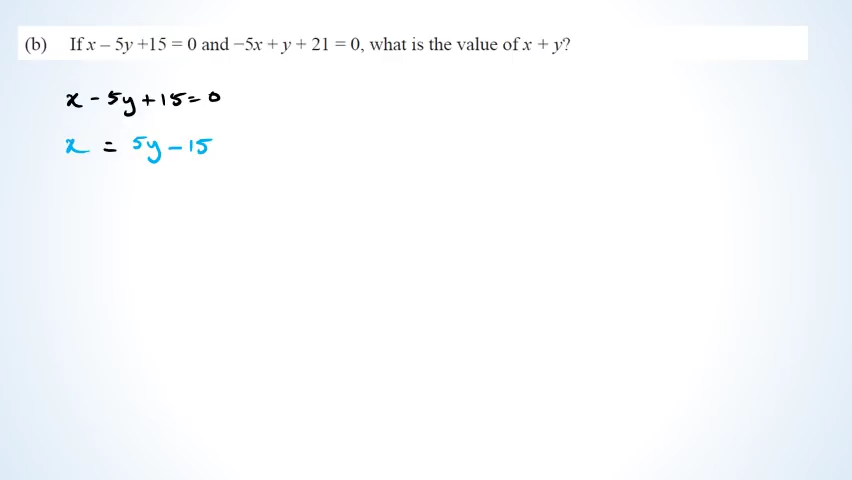 (b) If x – 5y +15 = 0 and −5x + y + 21 = 0, what is the value of x + y?
x - 5y + 15 = 0
x = 5y - 15